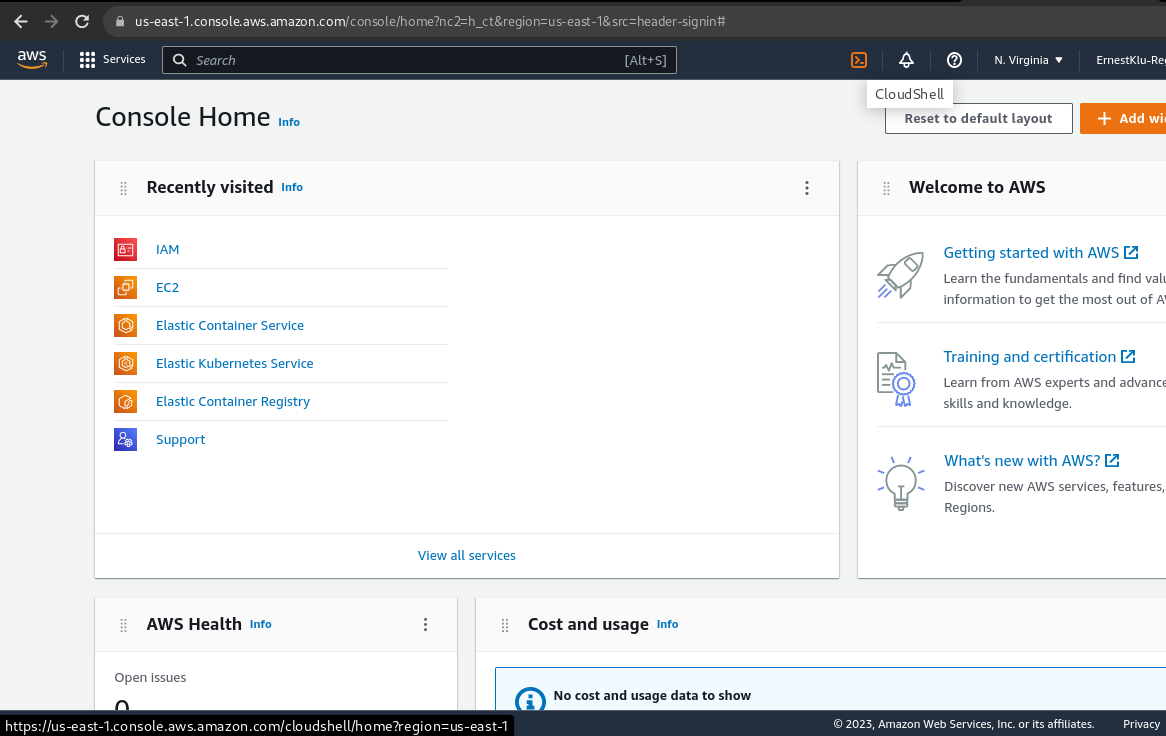 us-east-1.console.aws.amazon.com/console/home?nc2=h_ct&region=us-east-1&src=header-signin#
aws Services Search [Alt+S] N. Virginia ErnestKlu-Re
CloudShell
Console Home Info
Reset to default layout Add wi
Recently visited Info
IAM
EC2
Elastic Container Service
Elastic Kubernetes Service
Elastic Container Registry
Support
View all services
Welcome to AWS
Getting started with AWS
Learn the fundamentals and find valu
information to get the most out of AW
Training and certification
Learn from AWS experts and advance
skills and knowledge.
What's new with AWS?
Discover new AWS services, features,
Regions.
AWS Health Info
Open issues
0
Cost and usage Info
No cost and usage data to show
https://us-east-1.console.aws.amazon.com/cloudshell/home?region=us-east-1
© 2023, Amazon Web Services, Inc. or its affiliates. Privacy